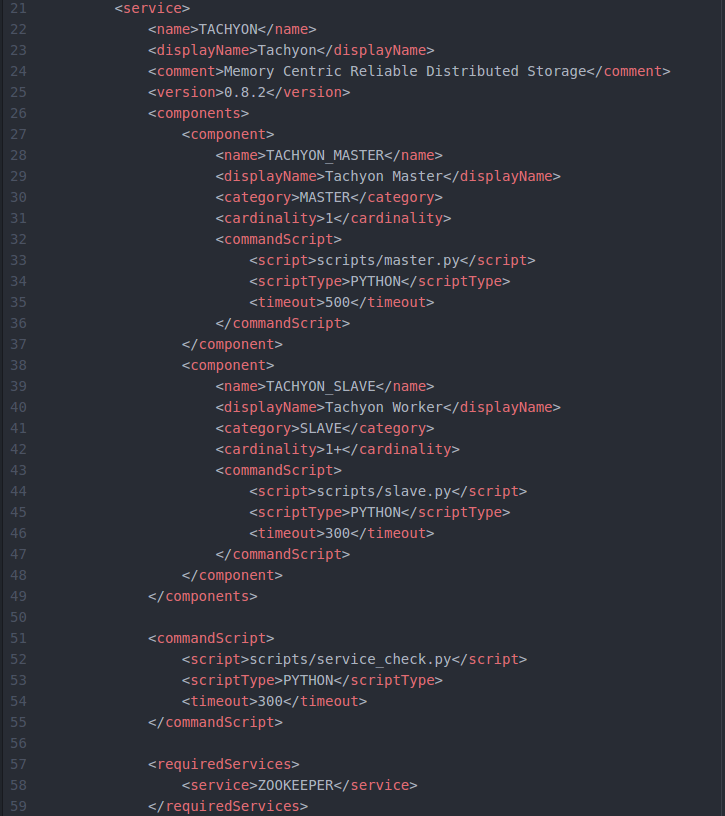 21 <service>
22 <name>TACHYON</name>
23 <displayName>Tachyon</displayName>
24 <comment>Memory Centric Reliable Distributed Storage</comment>
25 <version>0.8.2</version>
26 <components>
27 <component>
28 <name>TACHYON_MASTER</name>
29 <displayName>Tachyon Master</displayName>
30 <category>MASTER</category>
31 <cardinality>1</cardinality>
32 <commandScript>
33 <script>scripts/master.py</script>
34 <scriptType>PYTHON</scriptType>
35 <timeout>500</timeout>
36 </commandScript>
37 </component>
38 <component>
39 <name>TACHYON_SLAVE</name>
40 <displayName>Tachyon Worker</displayName>
41 <category>SLAVE</category>
42 <cardinality>1+</cardinality>
43 <commandScript>
44 <script>scripts/slave.py</script>
45 <scriptType>PYTHON</scriptType>
46 <timeout>300</timeout>
47 </commandScript>
48 </component>
49 </components>
50
51 <commandScript>
52 <script>scripts/service_check.py</script>
53 <scriptType>PYTHON</scriptType>
54 <timeout>300</timeout>
55 </commandScript>
56
57 <requiredServices>
58 <service>ZOOKEEPER</service>
59 </requiredServices>